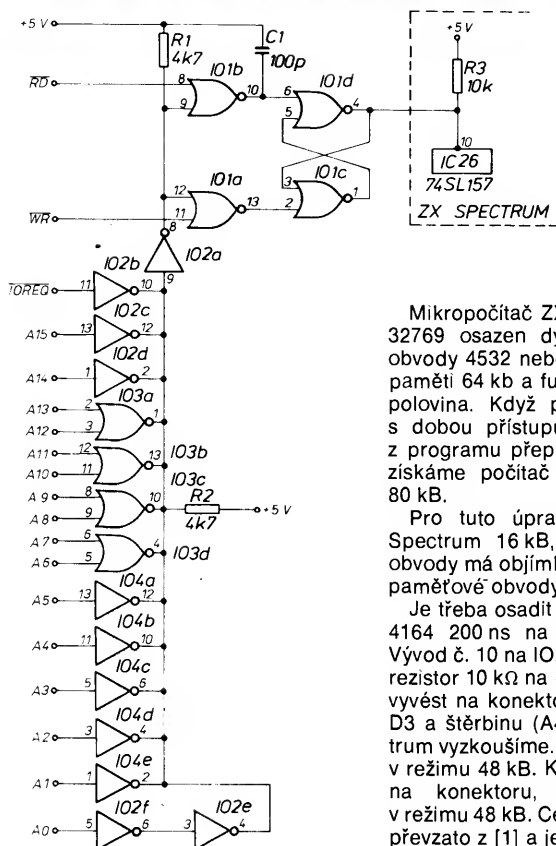 +5 V
R1
4k7
C1
100p
RD
8
9
IO1b
10
6
5
IO1d
4
3
2
IO1c
1
12
11
IO1a
13
WR
8
IO2a
9
+5 V
R3
10k
10
IC26
74SL157
ZX SPECTRUM
IOREQ
11
IO2b
10
A15
13
IO2c
12
A14
1
IO2d
2
A13
2
A12
3
IO3a
1
A11
12
A10
11
IO3b
13
IO3c
A9
8
A8
9
10
R2
4k7
+5 V
A7
6
A6
5
IO3d
4
A5
13
IO4a
12
A4
11
IO4b
10
A3
5
IO4c
6
A2
3
IO4d
4
A1
1
IO4e
2
A0
5
IO2f
6
3
IO2e
4
Mikropočítač ZX
32769 osazen dy
obvody 4532 nebo
paměti 64 kb a fu
polovina. Když p
s dobou přístupu
z programu přep
získáme počítač
80 kB.
Pro tuto úpra
Spectrum 16 kB,
obvody má objím
paměťové obvody
Je třeba osadit
4164 200 ns na
Vývod č. 10 na IO
rezistor 10 kΩ na
vyvést na konekto
D3 a štěrbinu (A4
trum vyzkoušíme.
v režimu 48 kB. K
na konektoru,
v režimu 48 kB. Ce
převzato z [1] a je